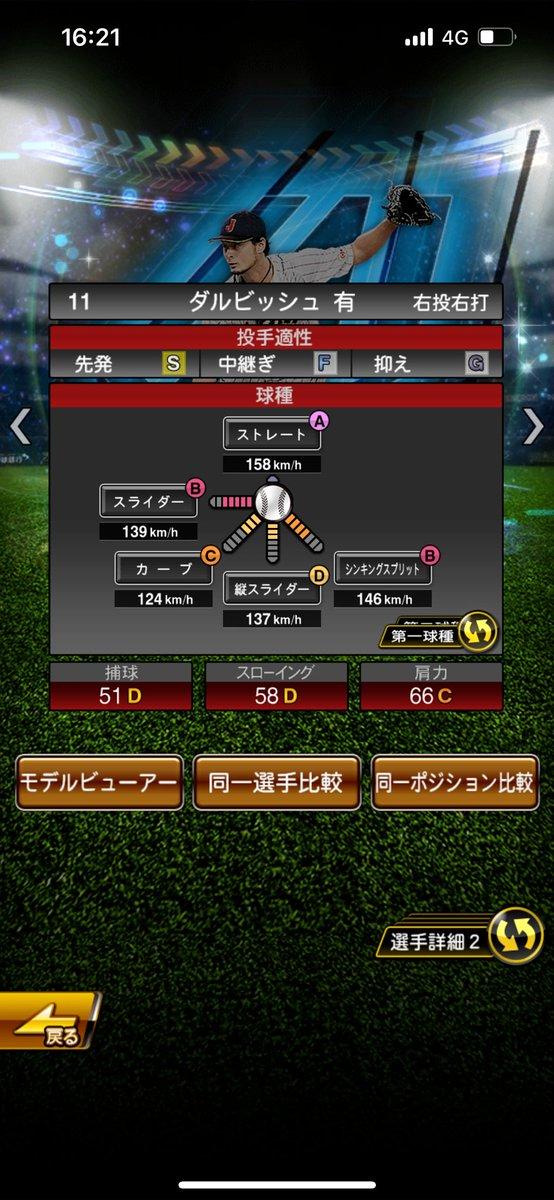 16:21 4G
J
11 ダルビッシュ 有 右投右打
投手適性
先発 S 中継ぎ F 抑え G
球種
ストレート A
158 km/h
スライダー B
139 km/h
カーブ C
124 km/h
縦スライダー D
137 km/h
シンキングスプリット B
146 km/h
第一球種
捕球 スローイング 肩力
51 D 58 D 66 C
モデルビューアー 同一選手比較 同一ポジション比較
選手詳細2
戻る